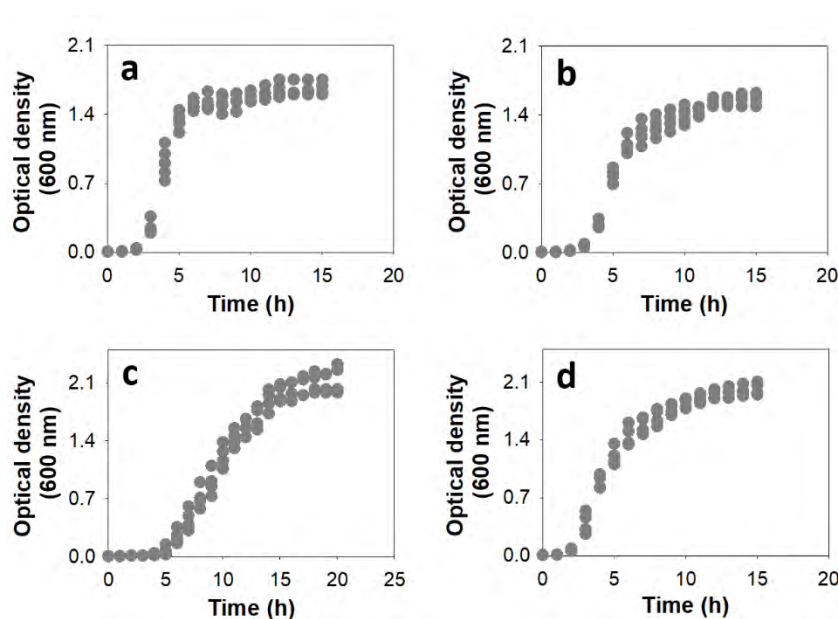 a
2.1
1.4
0.7
0.0
Optical density
(600 nm)
0 5 10 15 20
Time (h)
b
2.1
1.4
0.7
0.0
Optical density
(600 nm)
0 5 10 15 20
Time (h)
c
2.1
1.4
0.7
0.0
Optical density
(600 nm)
0 5 10 15 20 25
Time (h)
d
2.1
1.4
0.7
0.0
Optical density
(600 nm)
0 5 10 15 20
Time (h)